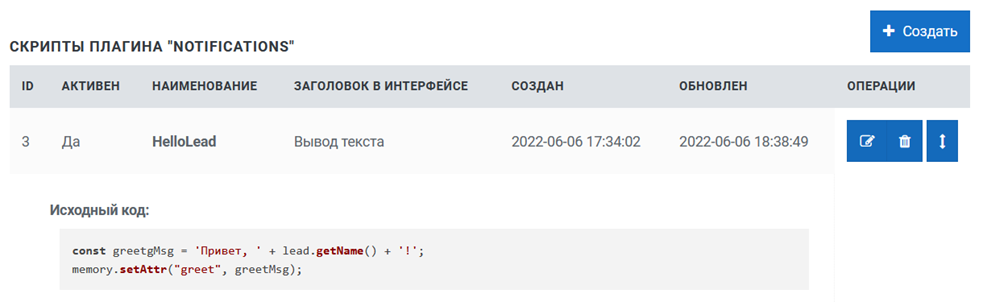 Создать
СКРИПТЫ ПЛАГИНА "NOTIFICATIONS"
ID АКТИВЕН НАИМЕНОВАНИЕ ЗАГОЛОВОК В ИНТЕРФЕЙСЕ СОЗДАН ОБНОВЛЕН ОПЕРАЦИИ
3 Да HelloLead Вывод текста 2022-06-06 17:34:02 2022-06-06 18:38:49
Исходный код:
const greetgMsg = 'Привет, ' + lead.getName() + '!';
memory.setAttr("greet", greetMsg);